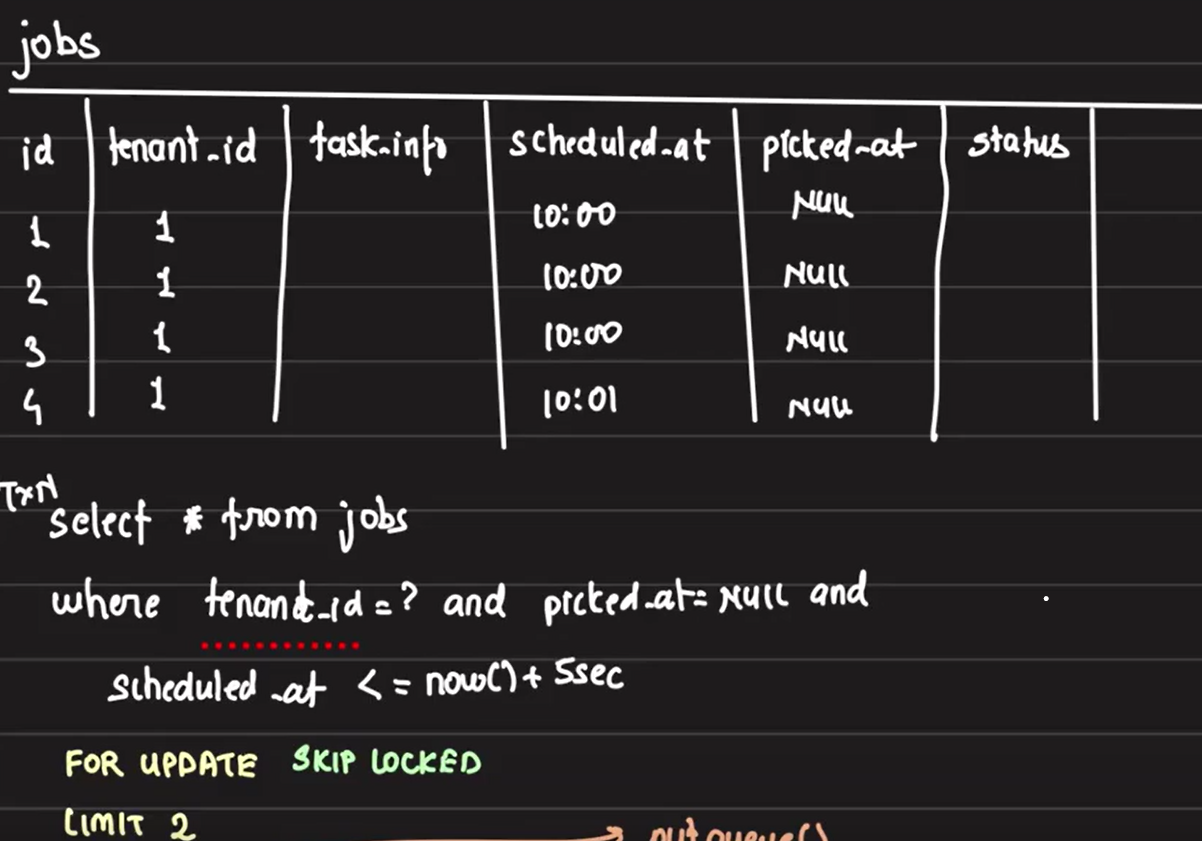 jobs
id tenant_id task_info scheduled_at picked_at status
1 1 10:00 NULL
2 1 10:00 NULL
3 1 10:00 NULL
4 1 10:01 NULL
TXN
select * from jobs
where tenant_id = ? and picked_at = NULL and
scheduled_at <= now() + 5sec
FOR UPDATE SKIP LOCKED
LIMIT 2
put queue()